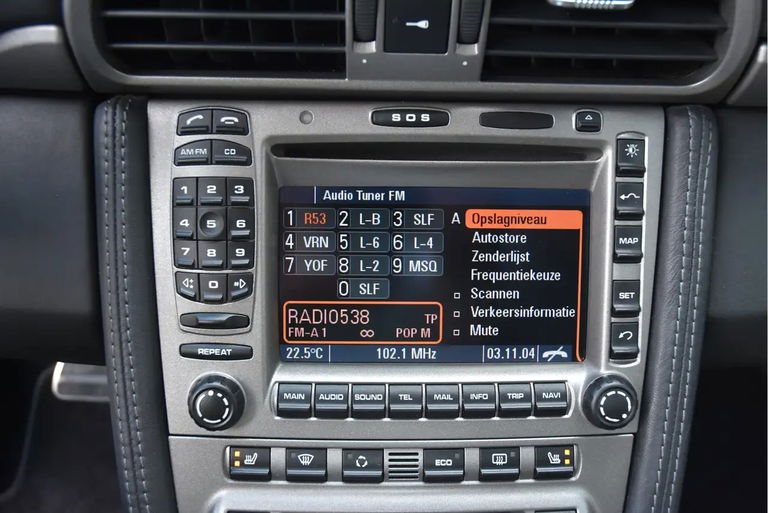 SOS
AM·FM CD
1 2 3
4 5 6
7 8 9
0
REPEAT
Audio Tuner FM
1 R53 2 L-B 3 SLF
4 VRN 5 L-6 6 L-4
7 YOF 8 L-2 9 MSQ
0 SLF
RADIO538 TP
FM-A 1 ∞ POP M
22.5°C 102.1 MHz 03.11.04
A Opslagniveau
Autostore
Zenderlijst
Frequentiekeuze
Scannen
Verkeersinformatie
Mute
MAP
SET
MAIN AUDIO SOUND TEL MAIL INFO TRIP NAVI
ECO